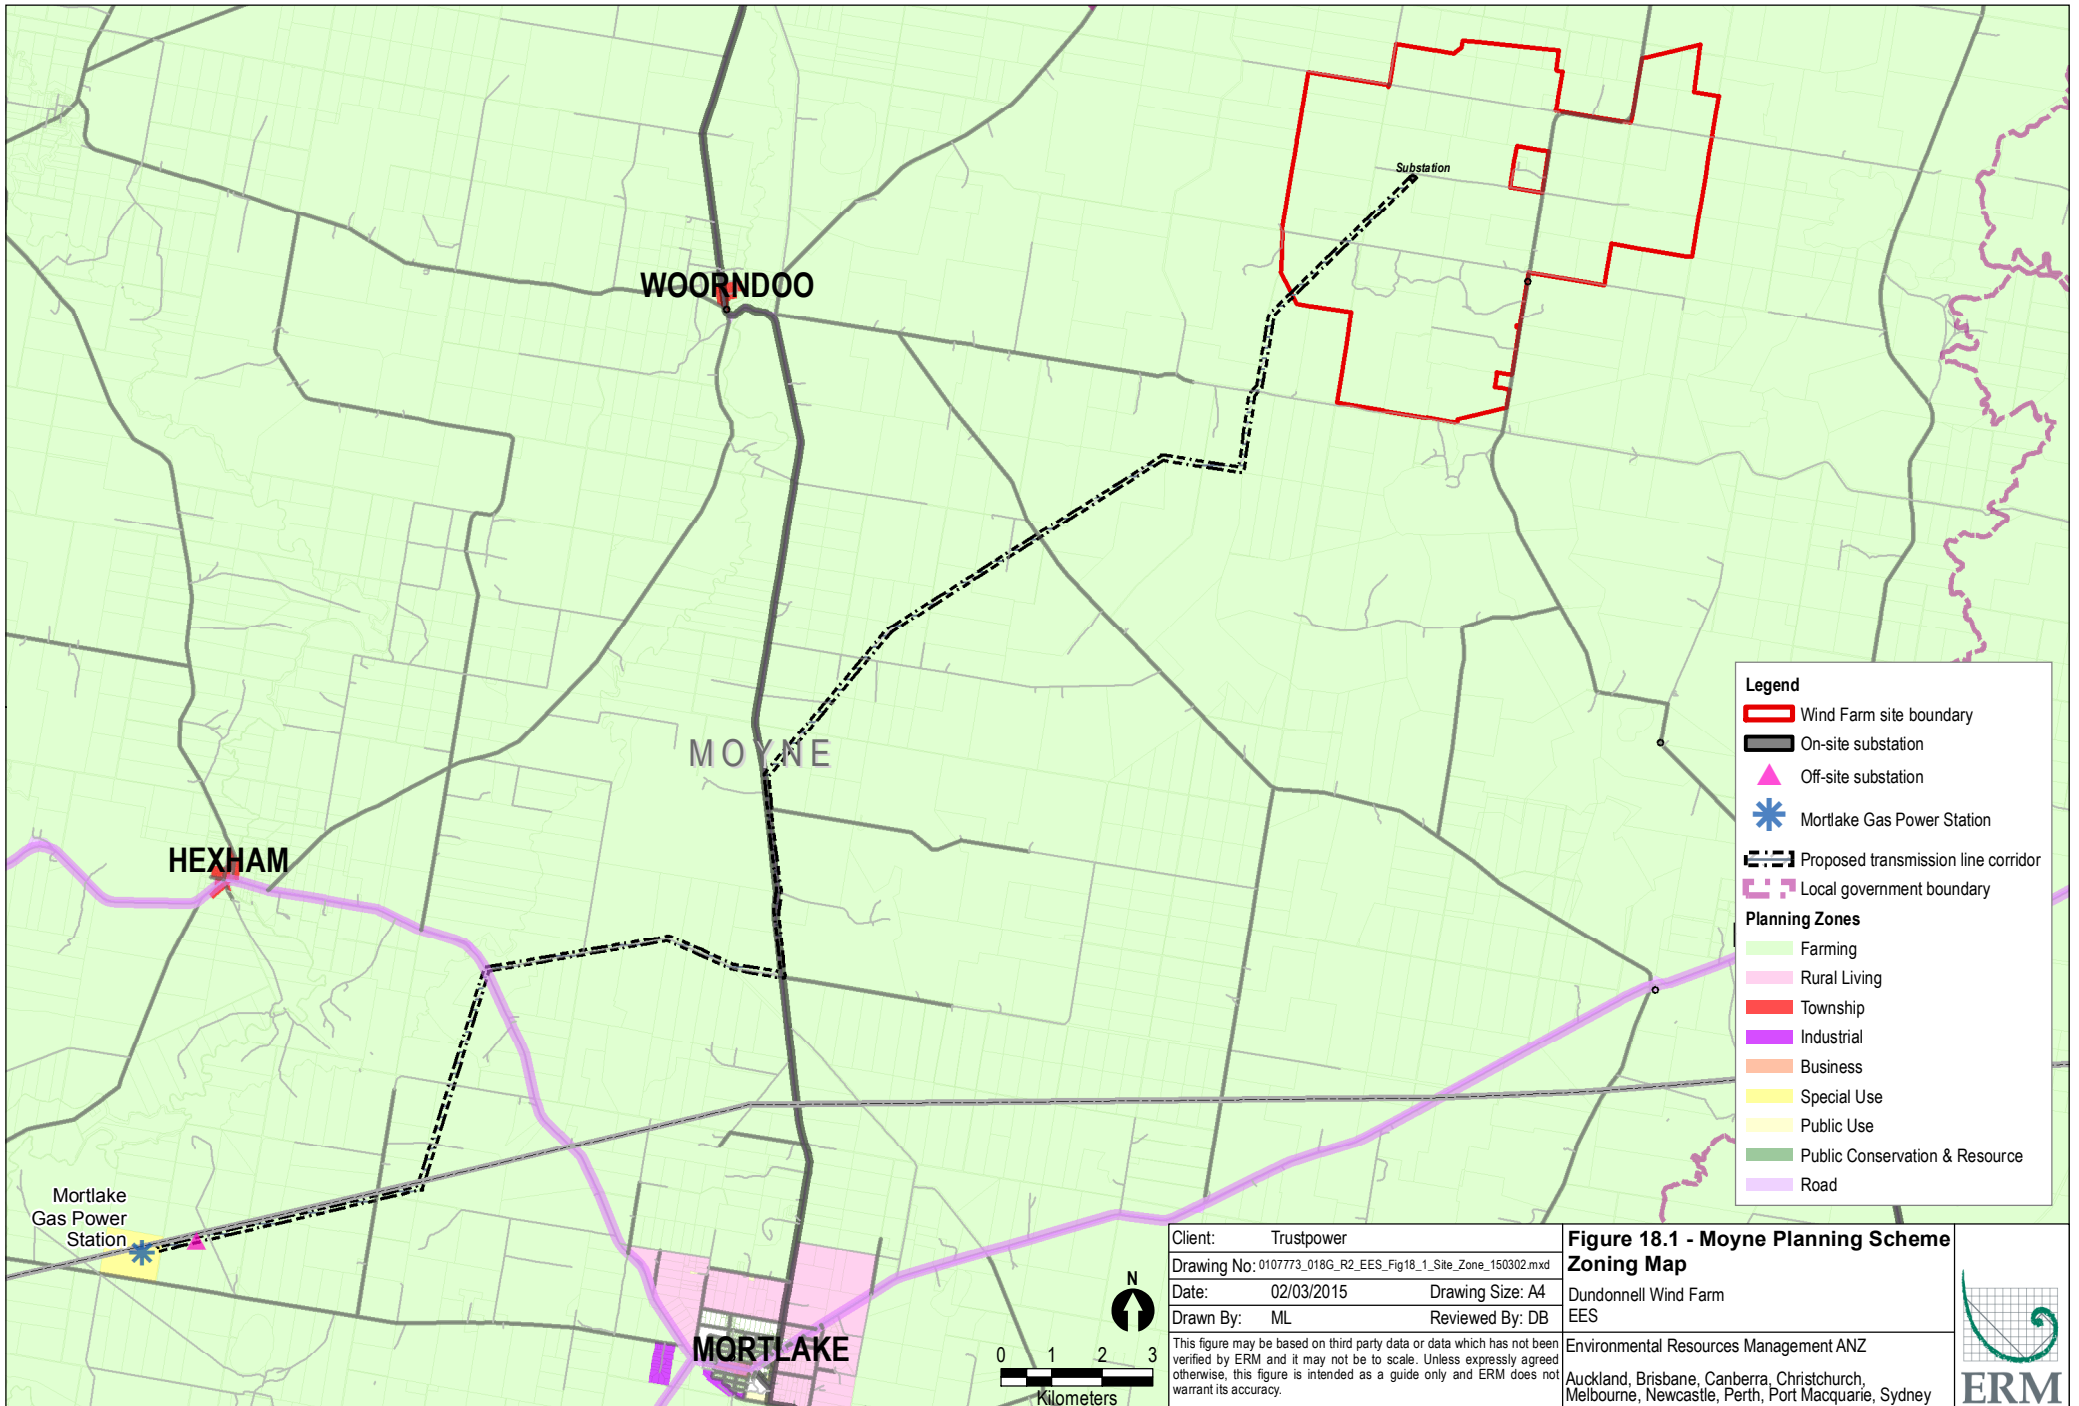 Substation
WOORNDOO
MOYNE
HEXHAM
Mortlake
Gas Power
Station
MORTLAKE
Legend
Wind Farm site boundary
On-site substation
Off-site substation
Mortlake Gas Power Station
Proposed transmission line corridor
Local government boundary
Planning Zones
Farming
Rural Living
Township
Industrial
Business
Special Use
Public Use
Public Conservation & Resource
Road
N
0 1 2 3
Kilometers
Client: Trustpower
Drawing No: 0107773_018G_R2_EES_Fig18_1_Site_Zone_150302.mxd
Date: 02/03/2015 Drawing Size: A4
Drawn By: ML Reviewed By: DB
This figure may be based on third party data or data which has not been
verified by ERM and it may not be to scale. Unless expressly agreed
otherwise, this figure is intended as a guide only and ERM does not
warrant its accuracy.
Figure 18.1 - Moyne Planning Scheme
Zoning Map
Dundonnell Wind Farm
EES
Environmental Resources Management ANZ
Auckland, Brisbane, Canberra, Christchurch,
Melbourne, Newcastle, Perth, Port Macquarie, Sydney
ERM